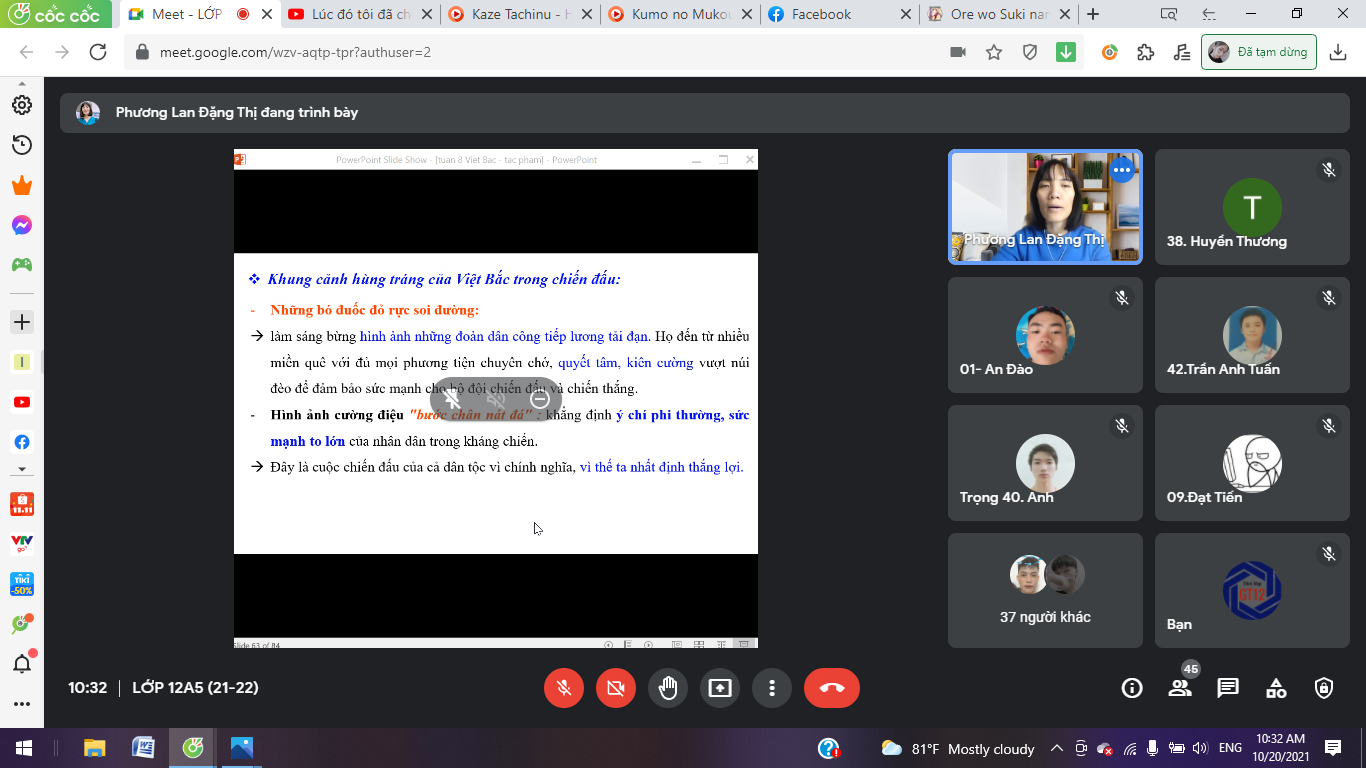 cốc cốc
Meet - LỚP
Lúc đó tôi đã ch
Kaze Tachinu - H
Kumo no Mukou
Facebook
Ore wo Suki nan
meet.google.com/wzv-aqtp-tpr?authuser=2
Đã tạm dừng
Phương Lan Đặng Thị đang trình bày
PowerPoint Slide Show - [tuan 8 Viet Bac - tac pham] - PowerPoint
❖ Khung cảnh hùng tráng của Việt Bắc trong chiến đấu:
- Những bó đuốc đỏ rực soi đường:
→ làm sáng bừng hình ảnh những đoàn dân công tiếp lương tải đạn. Họ đến từ nhiều
miền quê với đủ mọi phương tiện chuyên chở, quyết tâm, kiên cường vượt núi
đèo để đảm bảo sức mạnh cho bộ đội chiến đấu và chiến thắng.
- Hình ảnh cường điệu "bước chân nát đá" : khẳng định ý chí phi thường, sức
mạnh to lớn của nhân dân trong kháng chiến.
→ Đây là cuộc chiến đấu của cả dân tộc vì chính nghĩa, vì thế ta nhất định thắng lợi.
Slide 63 of 84
Phương Lan Đặng Thị
T
38. Huyền Thương
01- An Đào
42.Trần Anh Tuấn
Trọng 40. Anh
09.Đạt Tiến
37 người khác
GT12
Bạn
I
11.11
VTV
go
TIKI
-50%
10:32
LỚP 12A5 (21-22)
45
81°F Mostly cloudy
ENG
10:32 AM
10/20/2021